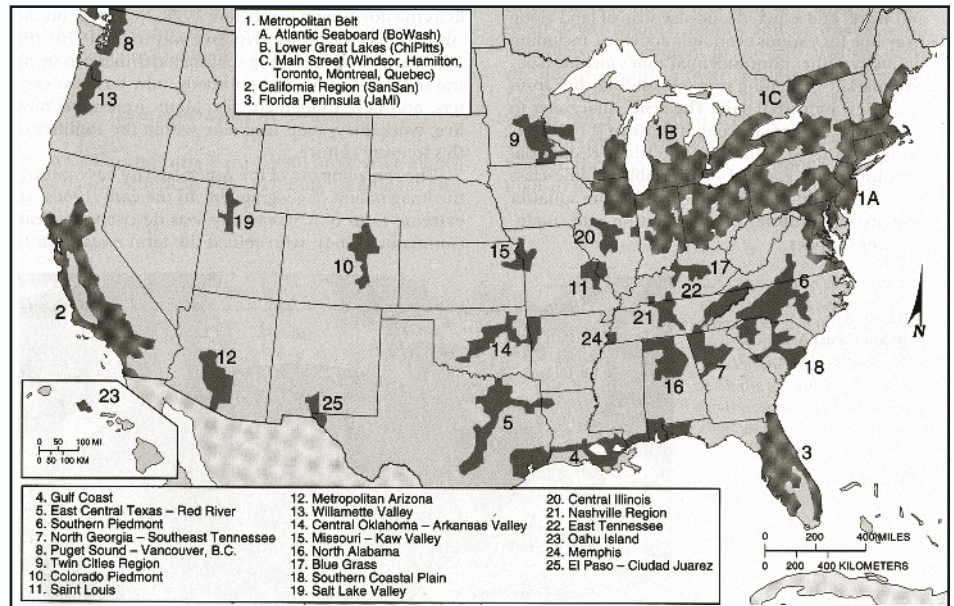 1. Metropolitan Belt
A. Atlantic Seaboard (BoWash)
B. Lower Great Lakes (ChiPitts)
C. Main Street (Windsor, Hamilton,
Toronto, Montreal, Quebec)
2. California Region (SanSan)
3. Florida Peninsula (JaMi)
8
13
9
1C
1B
1A
19
10
20
15
11
17
22
6
21
2
12
14
24
16
7
18
25
5
4
3
23
N
0 50 100 MI
0 50 100 KM
4. Gulf Coast
5. East Central Texas – Red River
6. Southern Piedmont
7. North Georgia – Southeast Tennessee
8. Puget Sound – Vancouver, B.C.
9. Twin Cities Region
10. Colorado Piedmont
11. Saint Louis
12. Metropolitan Arizona
13. Willamette Valley
14. Central Oklahoma – Arkansas Valley
15. Missouri – Kaw Valley
16. North Alabama
17. Blue Grass
18. Southern Coastal Plain
19. Salt Lake Valley
20. Central Illinois
21. Nashville Region
22. East Tennessee
23. Oahu Island
24. Memphis
25. El Paso – Ciudad Juarez
0 200 400 MILES
0 200 400 KILOMETERS